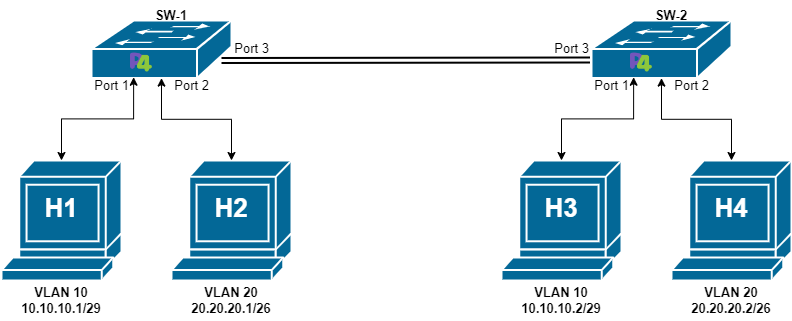 SW-1
SW-2
Port 3
Port 3
P4
P4
Port 1
Port 2
Port 1
Port 2
H1
H2
H3
H4
VLAN 10
10.10.10.1/29
VLAN 20
20.20.20.1/26
VLAN 10
10.10.10.2/29
VLAN 20
20.20.20.2/26